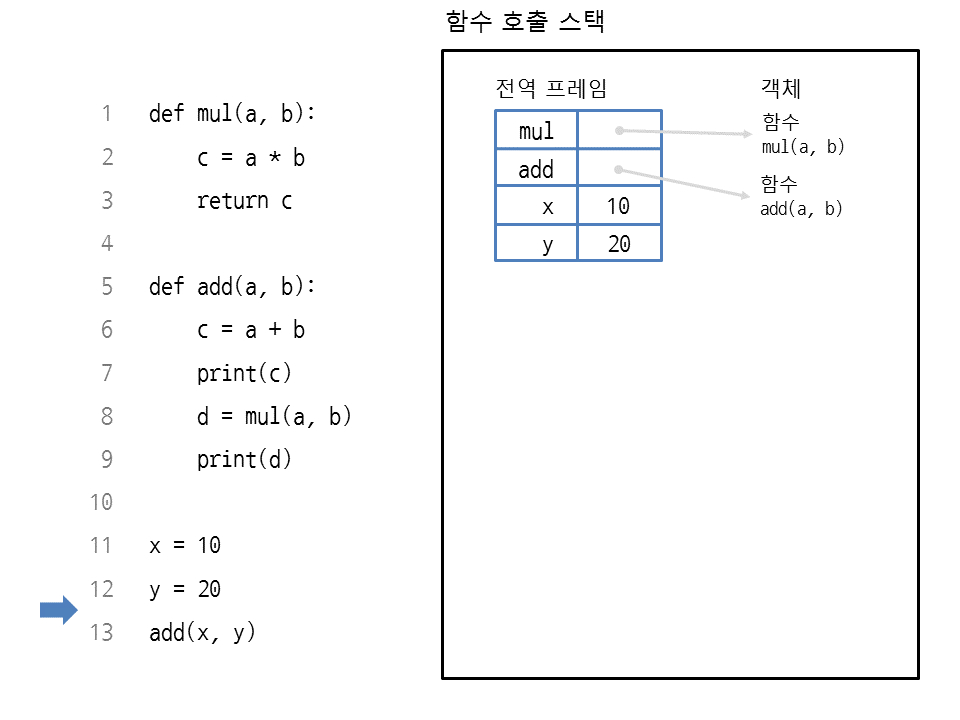 함수 호출 스택
1 def mul(a, b):
2     c = a * b
3     return c
4
5 def add(a, b):
6     c = a + b
7     print(c)
8     d = mul(a, b)
9     print(d)
10
11 x = 10
12 y = 20
13 add(x, y)
전역 프레임
mul
add
x 10
y 20
객체
함수
mul(a, b)
함수
add(a, b)